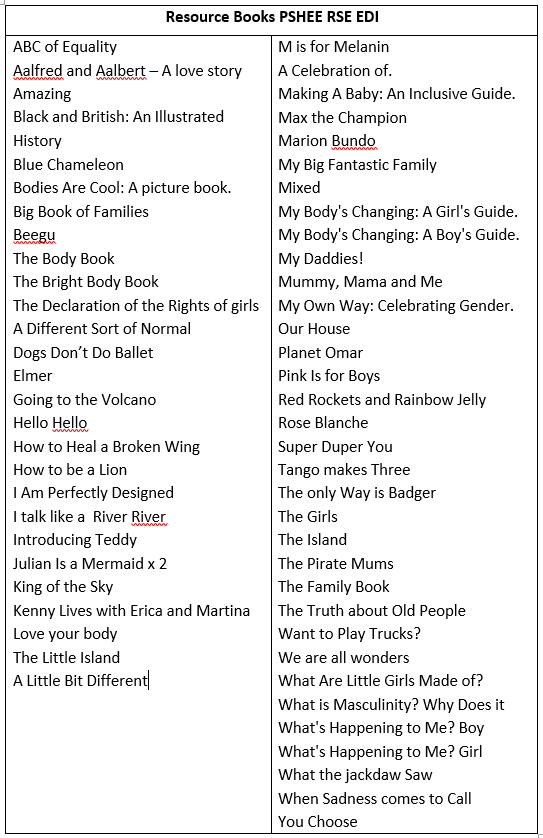 Resource Books PSHEE RSE EDI
ABC of Equality
Aalfred and Aalbert – A love story
Amazing
Black and British: An Illustrated
History
Blue Chameleon
Bodies Are Cool: A picture book.
Big Book of Families
Beegu
The Body Book
The Bright Body Book
The Declaration of the Rights of girls
A Different Sort of Normal
Dogs Don’t Do Ballet
Elmer
Going to the Volcano
Hello Hello
How to Heal a Broken Wing
How to be a Lion
I Am Perfectly Designed
I talk like a  River River
Introducing Teddy
Julian Is a Mermaid x 2
King of the Sky
Kenny Lives with Erica and Martina
Love your body
The Little Island
A Little Bit Different
M is for Melanin
A Celebration of.
Making A Baby: An Inclusive Guide.
Max the Champion
Marion Bundo
My Big Fantastic Family
Mixed
My Body's Changing: A Girl's Guide.
My Body's Changing: A Boy's Guide.
My Daddies!
Mummy, Mama and Me
My Own Way: Celebrating Gender.
Our House
Planet Omar
Pink Is for Boys
Red Rockets and Rainbow Jelly
Rose Blanche
Super Duper You
Tango makes Three
The only Way is Badger
The Girls
The Island
The Pirate Mums
The Family Book
The Truth about Old People
Want to Play Trucks?
We are all wonders
What Are Little Girls Made of?
What is Masculinity? Why Does it
What's Happening to Me? Boy
What's Happening to Me? Girl
What the jackdaw Saw
When Sadness comes to Call
You Choose